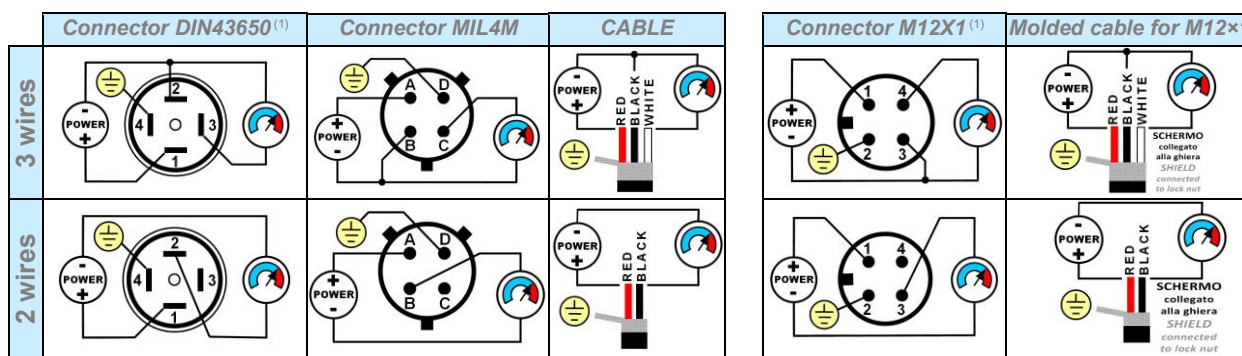 Connector DIN43650 (1) Connector MIL4M CABLE Connector M12X1 (1) Molded cable for M12×1
3 wires
- POWER + 1 2 3 4
A B C D + POWER -
- POWER + RED BLACK WHITE
+ POWER - 1 2 3 4
- POWER + RED BLACK WHITE
SCHERMO
collegato
alla ghiera
SHIELD
connected
to lock nut
2 wires
- POWER + 1 2 3 4
A B C D + POWER -
- POWER + RED BLACK
+ POWER - 1 2 3 4
- POWER + RED BLACK
SCHERMO
collegato
alla ghiera
SHIELD
connected
to lock nut